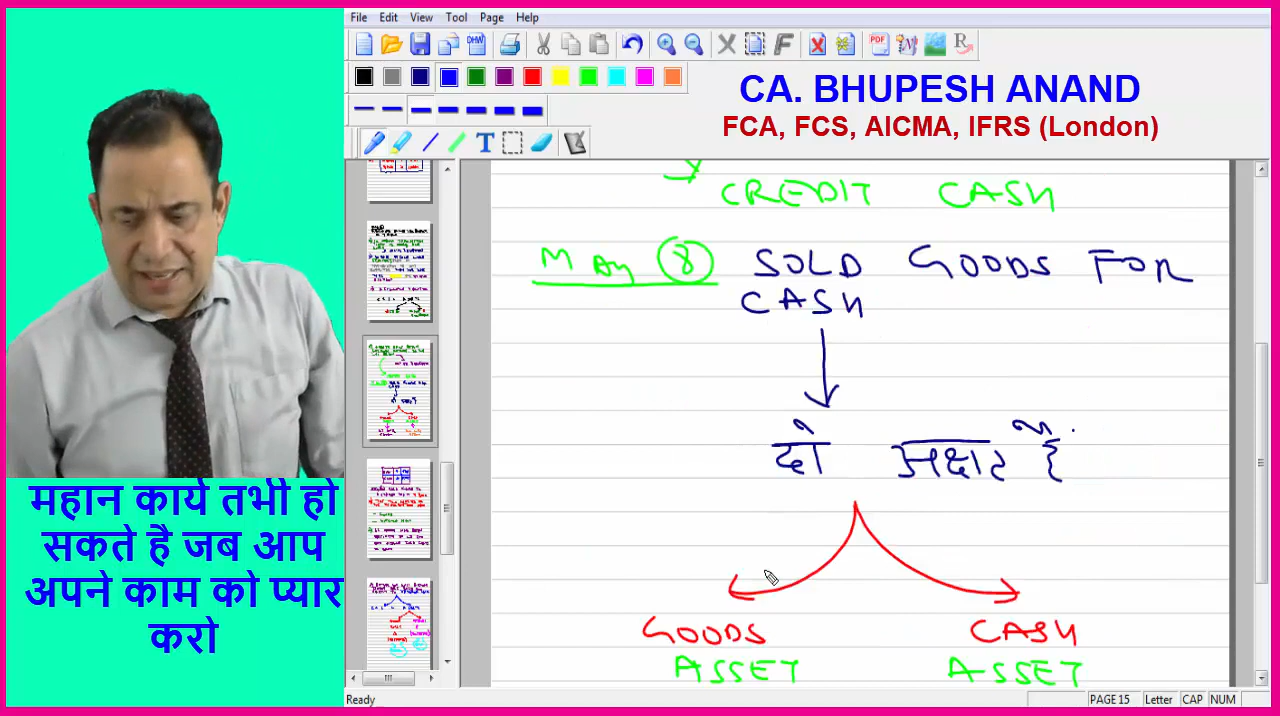 File Edit View Tool Page Help
CA. BHUPESH ANAND
FCA, FCS, AICMA, IFRS (London)
CREDIT CASH
May 8 SOLD GOODS FOR
CASH
दो
GOODS CASH
ASSET ASSET
महान कार्य तभी हो
सकते है जब आप
अपने काम को प्यार
करो
Ready PAGE 15 Letter CAP NUM